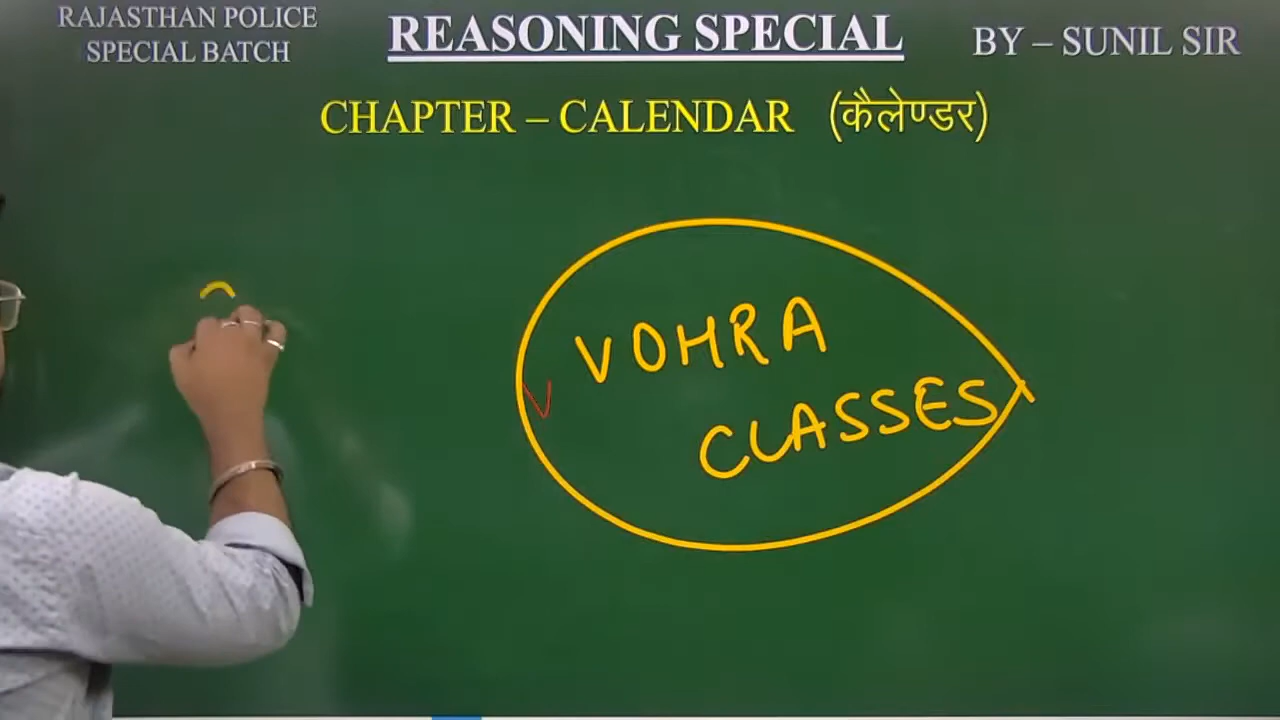 RAJASTHAN POLICE
SPECIAL BATCH
REASONING SPECIAL
BY – SUNIL SIR
CHAPTER – CALENDAR (कैलेण्डर)
VOHRA
V
CLASSES